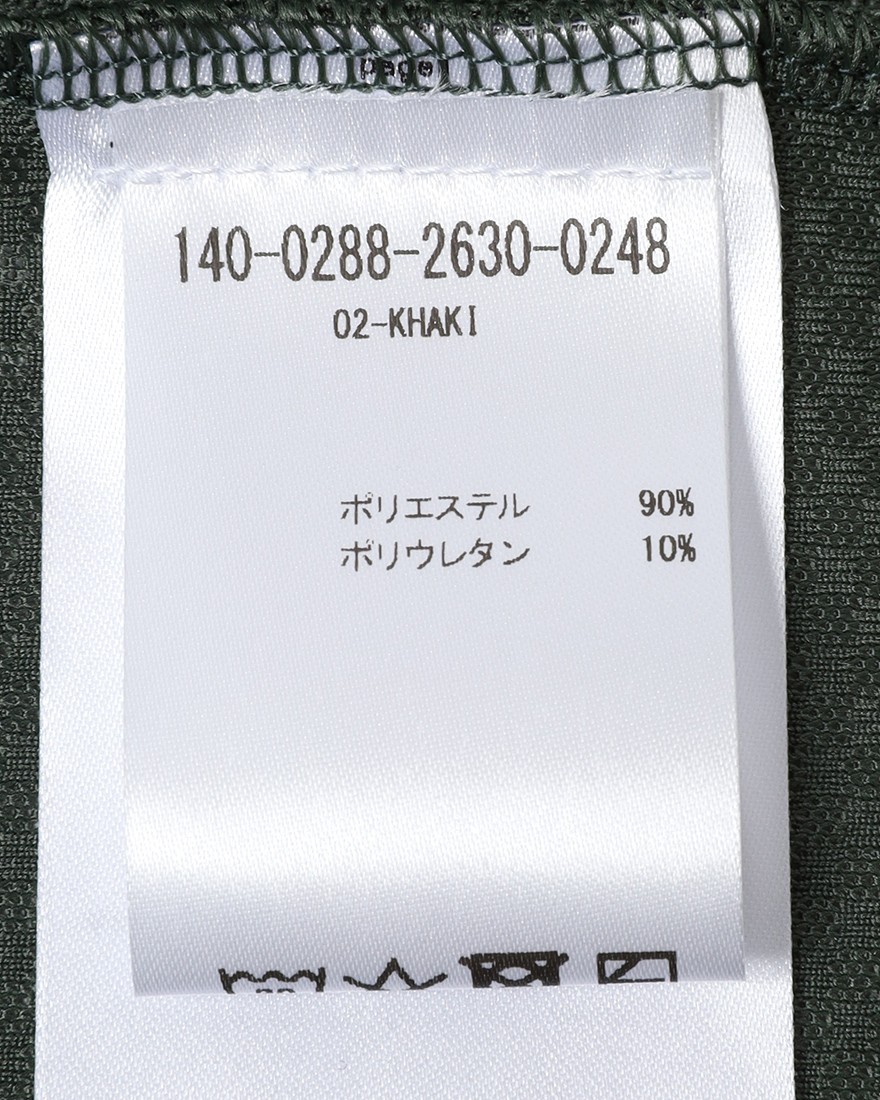 page
140-0288-2630-0248
02-KHAKI
ポリエステル 90%
ポリウレタン 10%